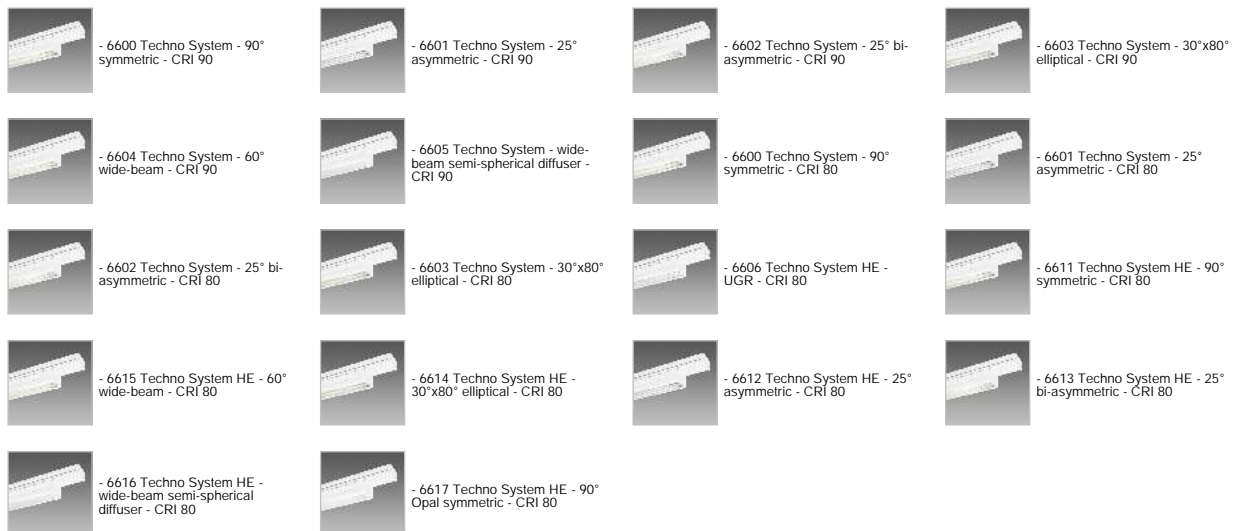 - 6600 Techno System - 90°
symmetric - CRI 90
- 6601 Techno System - 25°
asymmetric - CRI 90
- 6602 Techno System - 25° bi-
asymmetric - CRI 90
- 6603 Techno System - 30°x80°
elliptical - CRI 90
- 6604 Techno System - 60°
wide-beam - CRI 90
- 6605 Techno System - wide-
beam semi-spherical diffuser -
CRI 90
- 6600 Techno System - 90°
symmetric - CRI 80
- 6601 Techno System - 25°
asymmetric - CRI 80
- 6602 Techno System - 25° bi-
asymmetric - CRI 80
- 6603 Techno System - 30°x80°
elliptical - CRI 80
- 6606 Techno System HE -
UGR - CRI 80
- 6611 Techno System HE - 90°
symmetric - CRI 80
- 6615 Techno System HE - 60°
wide-beam - CRI 80
- 6614 Techno System HE -
30°x80° elliptical - CRI 80
- 6612 Techno System HE - 25°
asymmetric - CRI 80
- 6613 Techno System HE - 25°
bi-asymmetric - CRI 80
- 6616 Techno System HE -
wide-beam semi-spherical
diffuser - CRI 80
- 6617 Techno System HE - 90°
Opal symmetric - CRI 80